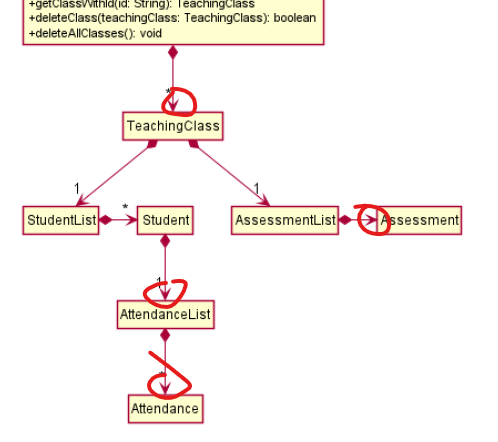 +getClassWithId(id: String): TeachingClass
+deleteClass(teachingClass: TeachingClass): boolean
+deleteAllClasses(): void
*
TeachingClass
1
1
*
StudentList
Student
AssessmentList
Assessment
1
AttendanceList
*
Attendance